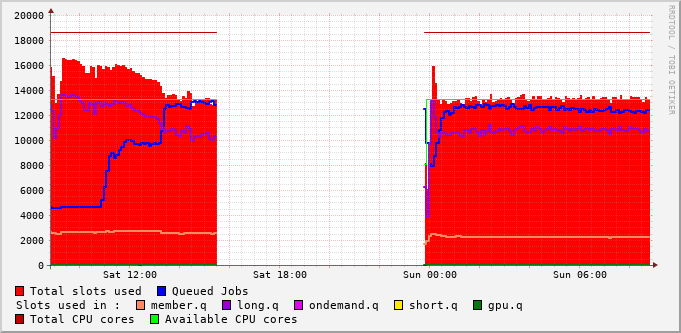 RRDTOOL / TOBI OETIKER
20000
18000
16000
14000
12000
10000
8000
6000
4000
2000
0
Sat 12:00 Sat 18:00 Sun 00:00 Sun 06:00
Total slots used Queued Jobs
Slots used in : member.q long.q ondemand.q short.q gpu.q
Total CPU cores Available CPU cores